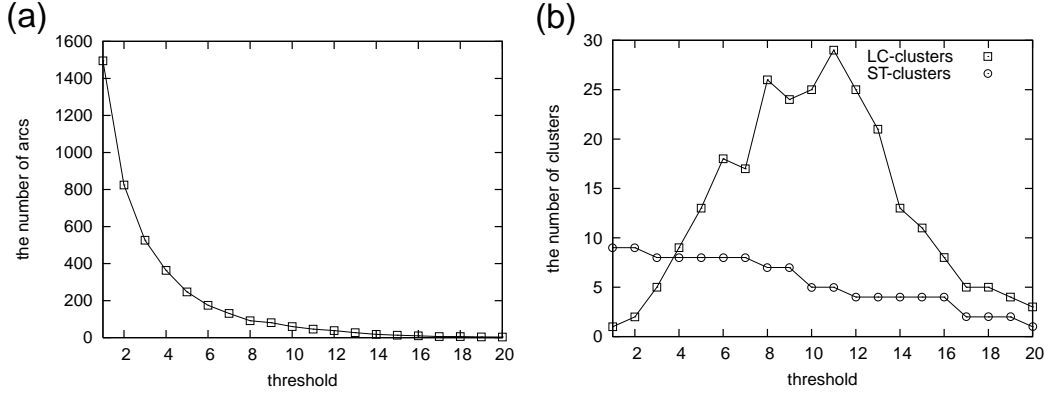 (a)
1600
1400
1200
1000
800
600
400
200
0
the number of arcs
2 4 6 8 10 12 14 16 18 20
threshold
(b)
30
25
20
15
10
5
0
the number of clusters
LC-clusters
ST-clusters
2 4 6 8 10 12 14 16 18 20
threshold